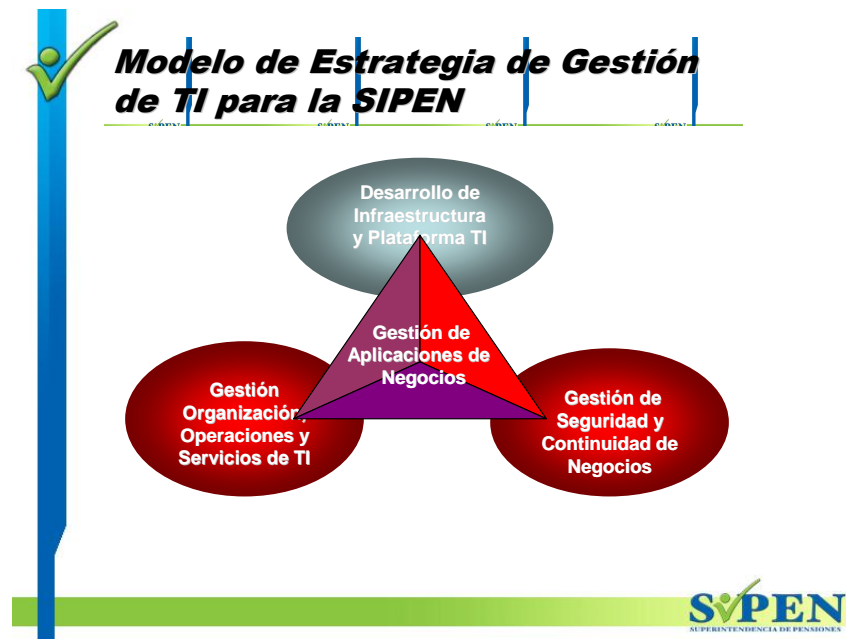 Modelo de Estrategia de Gestión
de TI para la SIPEN
Desarrollo de
Infraestructura
y Plataforma TI
Gestión de
Aplicaciones de
Negocios
Gestión
Organización,
Operaciones y
Servicios de TI
Gestión de
Seguridad y
Continuidad de
Negocios
SIPEN
SUPERINTENDENCIA DE PENSIONES